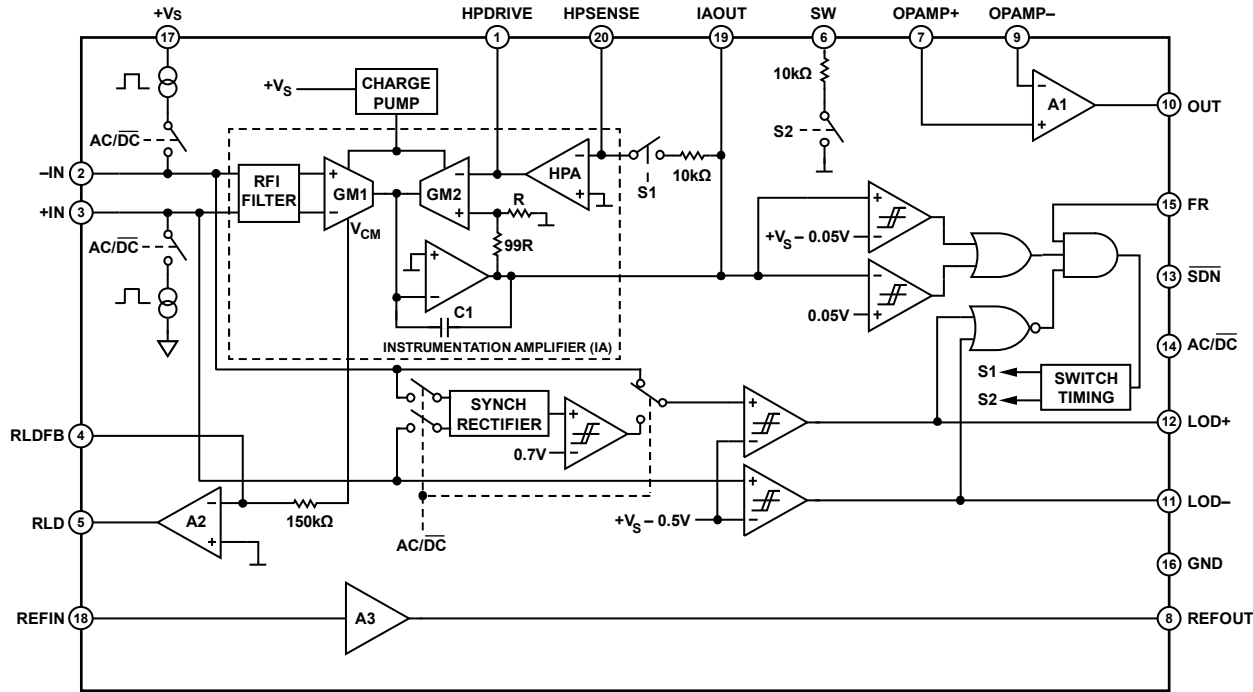 +VS
HPDRIVE
HPSENSE
IAOUT
SW
OPAMP+
OPAMP–
17
1
20
19
6
7
9
+VS
CHARGE
PUMP
10kΩ
A1
10
OUT
AC/DC
S2
–IN
2
RFI
FILTER
GM1
GM2
HPA
S1
10kΩ
+IN
3
VCM
R
99R
15
FR
AC/DC
+VS – 0.05V
13
SDN
C1
0.05V
INSTRUMENTATION AMPLIFIER (IA)
14
AC/DC
S1
S2
SWITCH
TIMING
SYNCH
RECTIFIER
0.7V
12
LOD+
RLDFB
4
RLD
5
A2
150kΩ
AC/DC
+VS – 0.5V
11
LOD–
16
GND
REFIN
18
A3
8
REFOUT